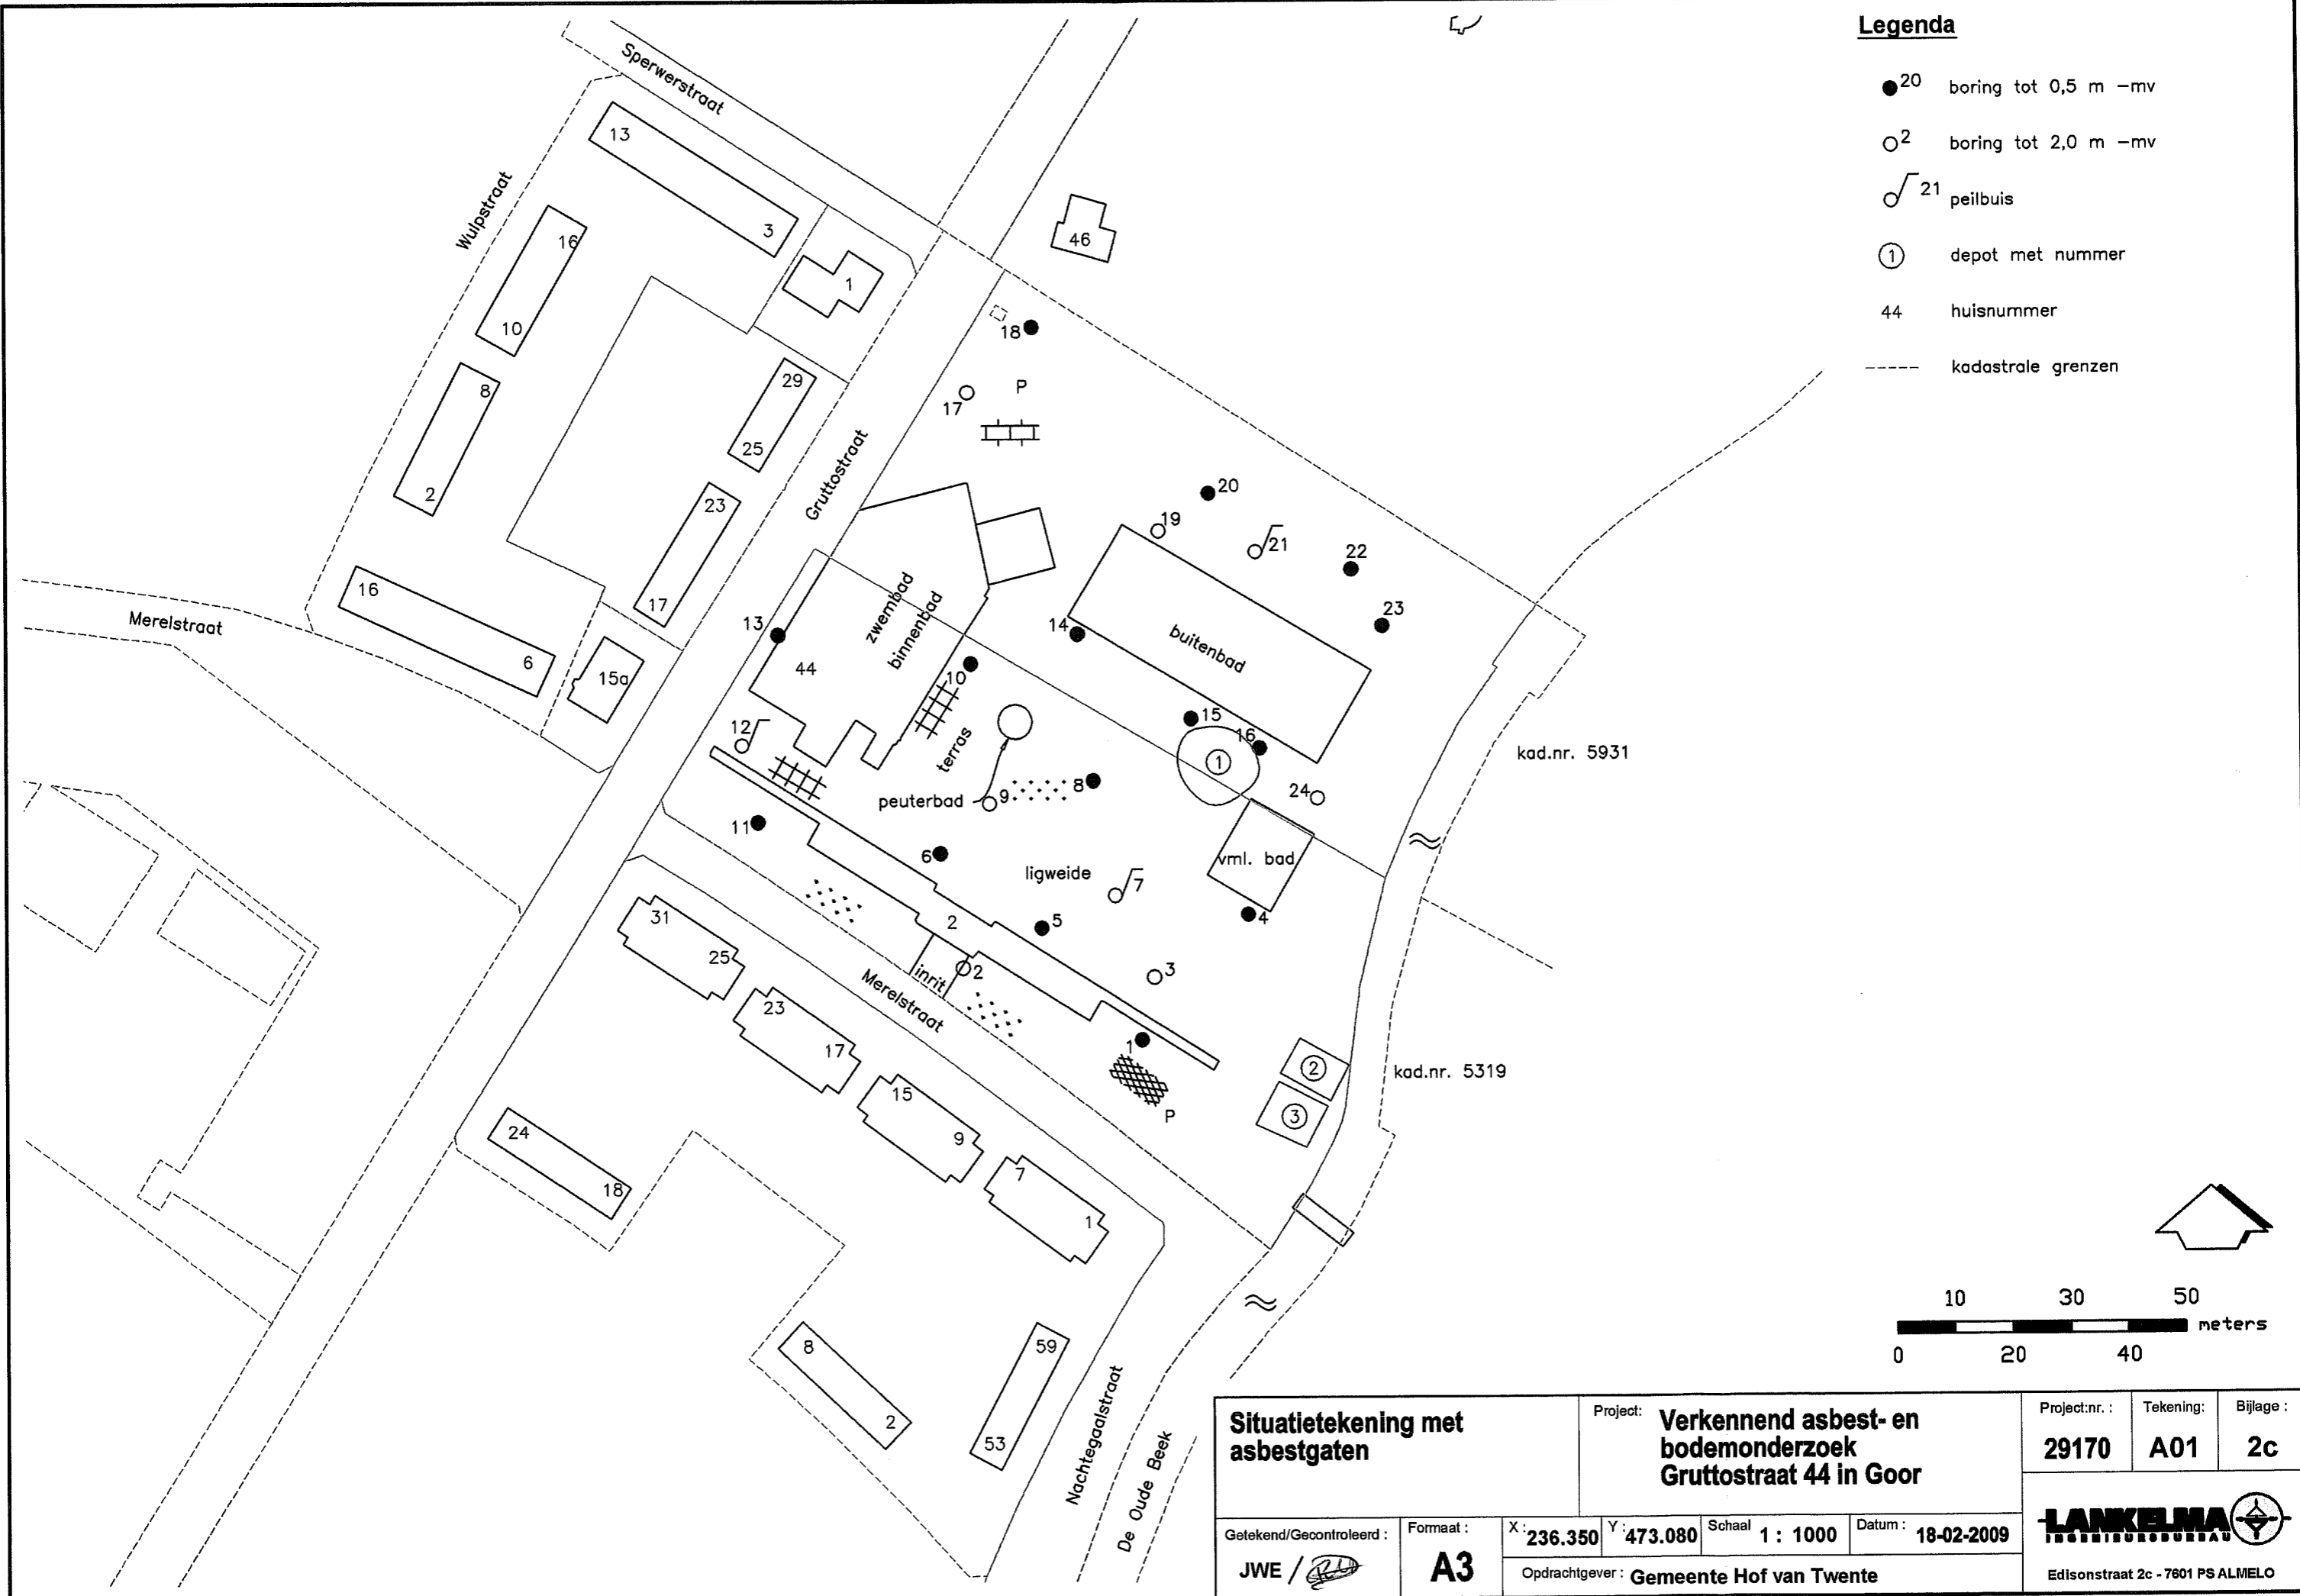 Legenda
20 boring tot 0,5 m -mv
2 boring tot 2,0 m -mv
21 peilbuis
1 depot met nummer
44 huisnummer
kadastrale grenzen
Sperwerstraat
Wulpstraat
13
3
16
10
1
46
8
2
29
25
18
17
P
Gruttostraat
23
17
20
19
21
22
23
16
6
Merelstraat
15a
13
44
zwembad
binnenbad
14
buitenbad
10
12
terras
15
16
1
kad.nr. 5931
peuterbad
9
8
24
11
6
ligweide
7
vml. bad
5
4
31
25
2
inrit
2
3
Merelstraat
23
17
1
P
2
3
kad.nr. 5319
15
9
24
18
7
1
8
2
59
53
Nachtegaalstraat
De Oude Beek
10 30 50
meters
0 20 40
Situatietekening met
asbestgaten
Project: Verkennend asbest- en
bodemonderzoek
Gruttostraat 44 in Goor
Project:nr. : Tekening: Bijlage :
29170 A01 2c
Getekend/Gecontroleerd :
JWE /
Formaat :
A3
X : 236.350 Y : 473.080 Schaal 1 : 1000 Datum : 18-02-2009
Opdrachtgever : Gemeente Hof van Twente
LANKELMA
INGENIEURSBUREAU
Edisonstraat 2c - 7601 PS ALMELO